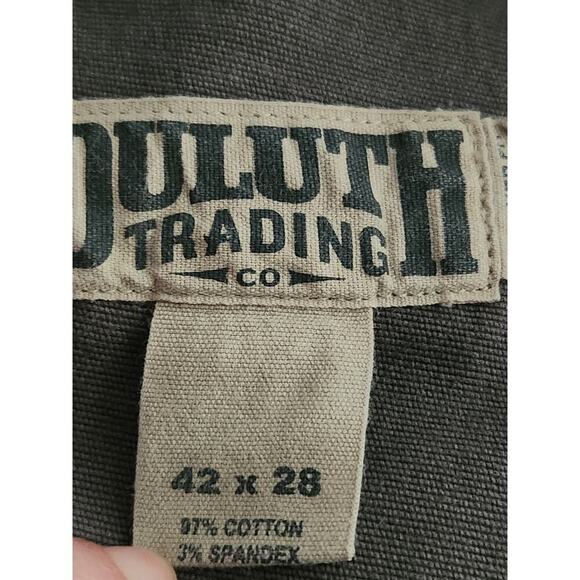 DULUTH
TRADING
CO
42 x 28
97% COTTON
3% SPANDEX